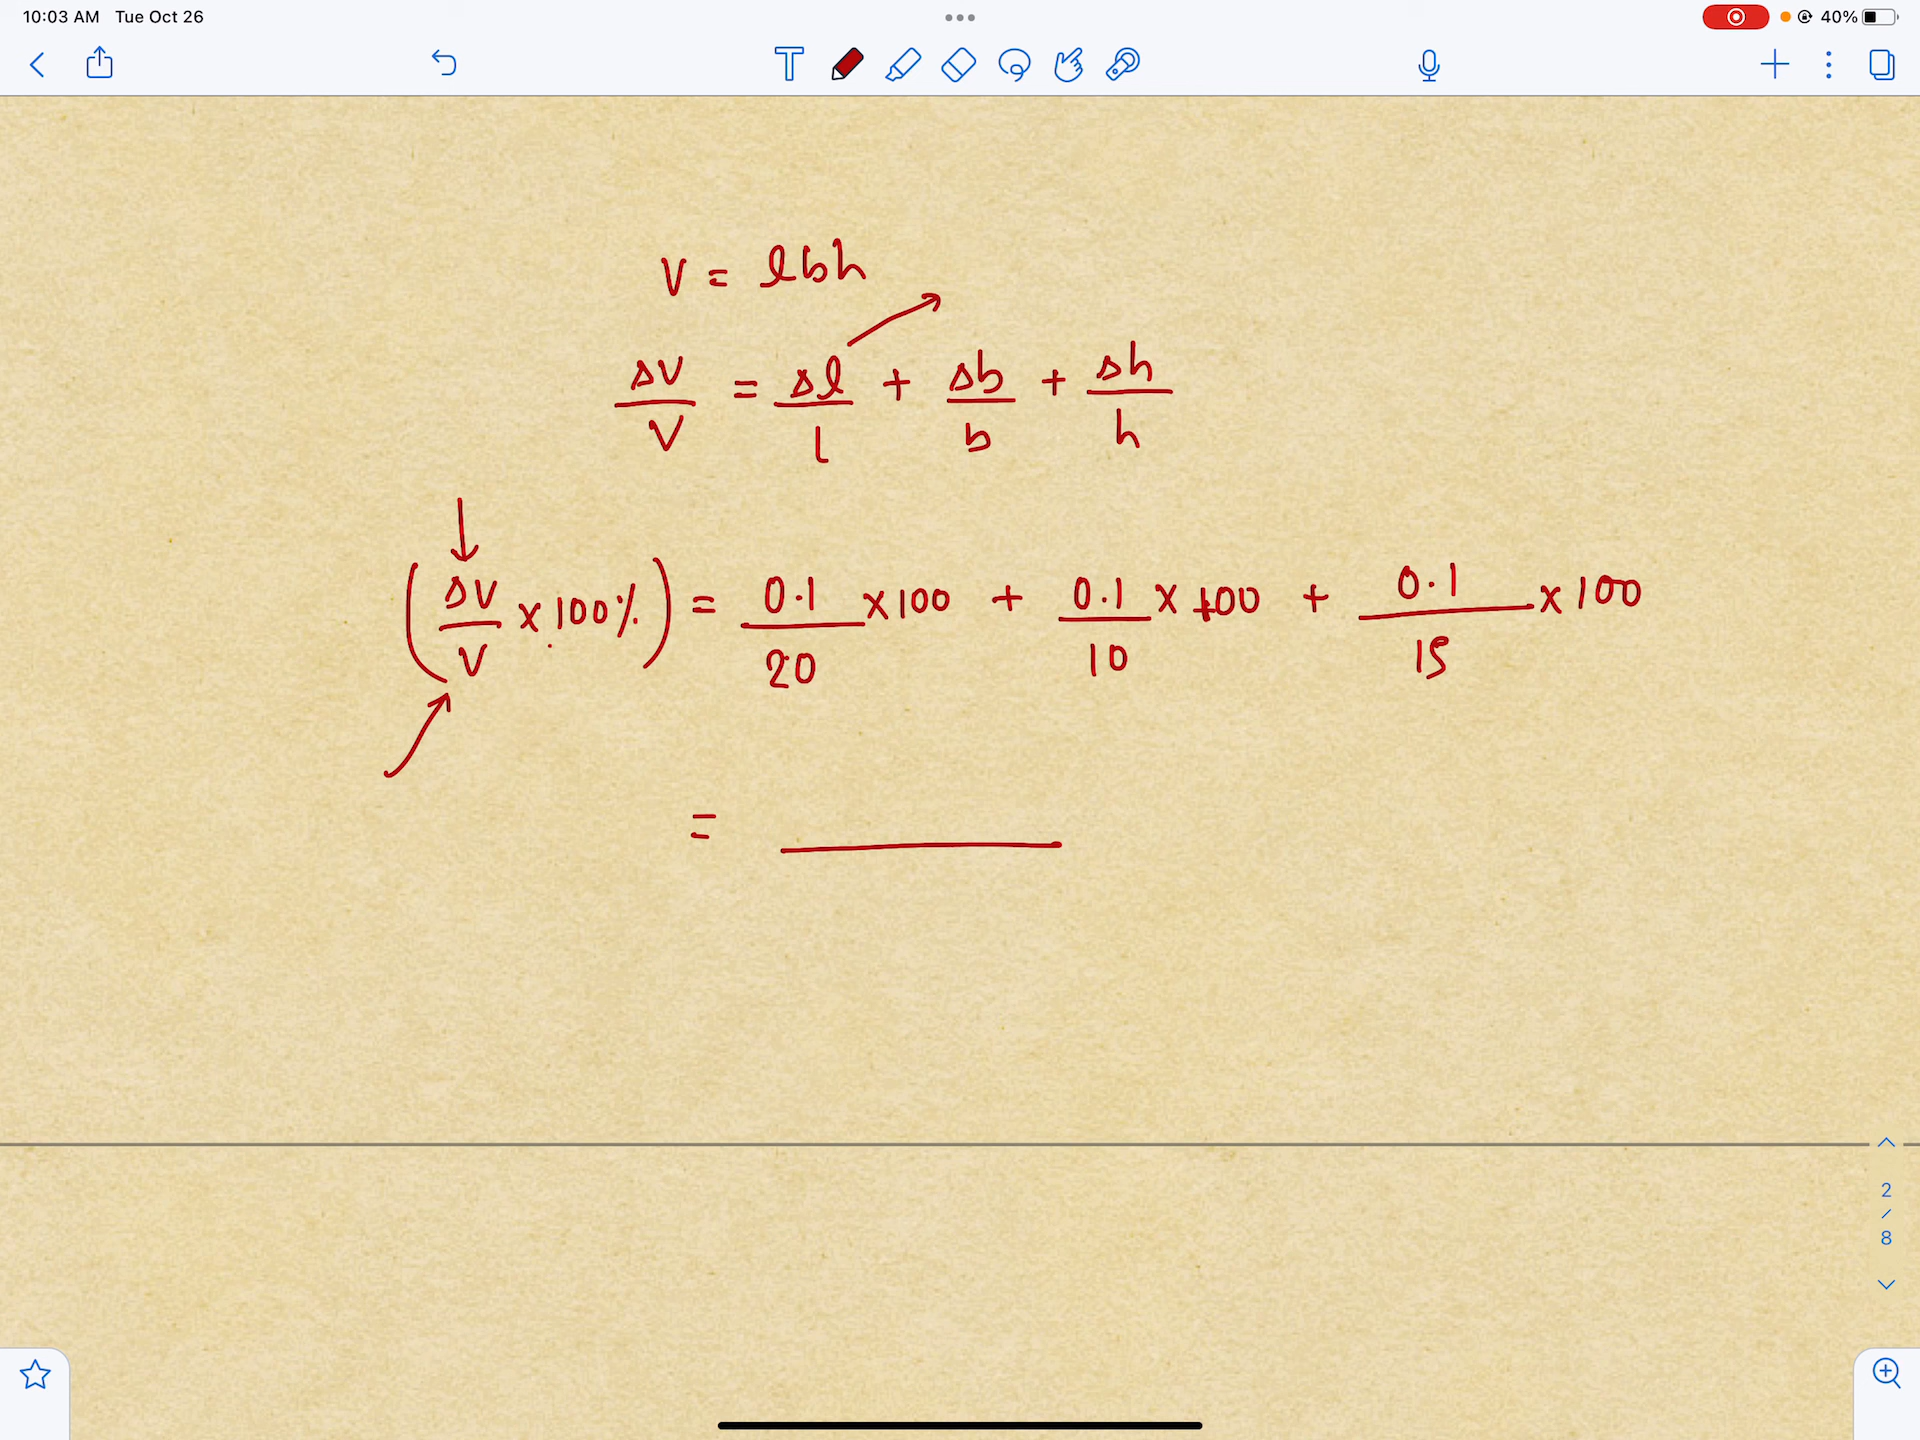 10:03 AM Tue Oct 26
40%
V = lbh
ΔV/V = Δl/l + Δb/b + Δh/h
(ΔV/V × 100%) = 0.1/20 ×100 + 0.1/10 × 100 + 0.1/15 × 100
=
2
/
8